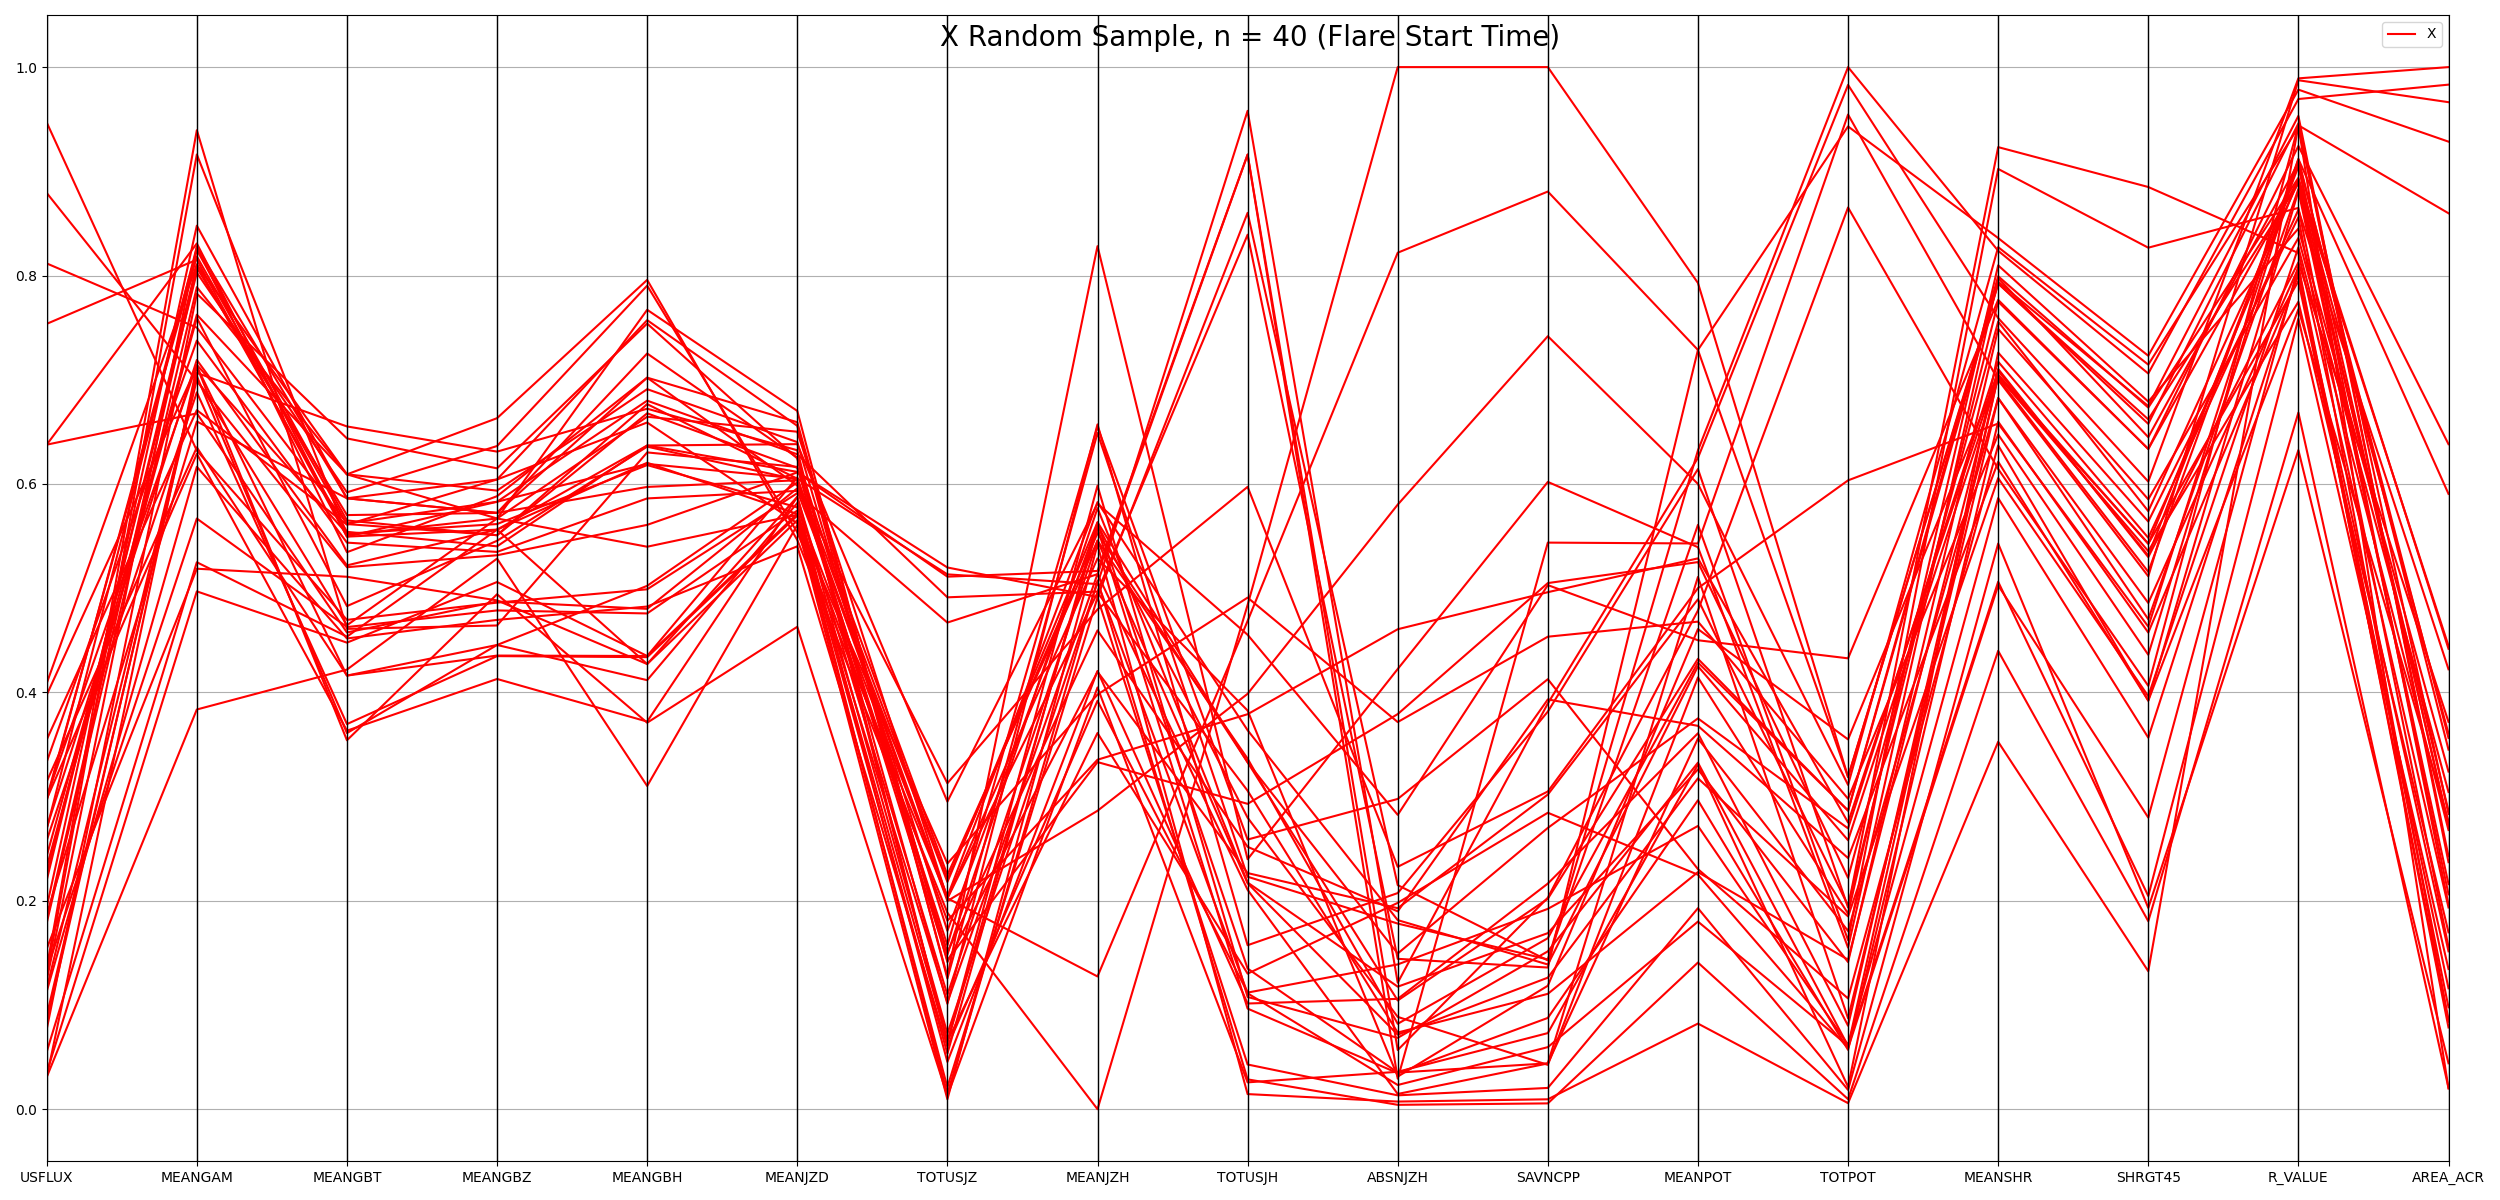 X Random Sample, n = 40 (Flare Start Time)
X
1.0
0.8
0.6
0.4
0.2
0.0
USFLUX MEANGAM MEANGBT MEANGBZ MEANGBH MEANJZD TOTUSJZ MEANJZH TOTUSJH ABSNJZH SAVNCPP MEANPOT TOTPOT MEANSHR SHRGT45 R_VALUE AREA_ACR